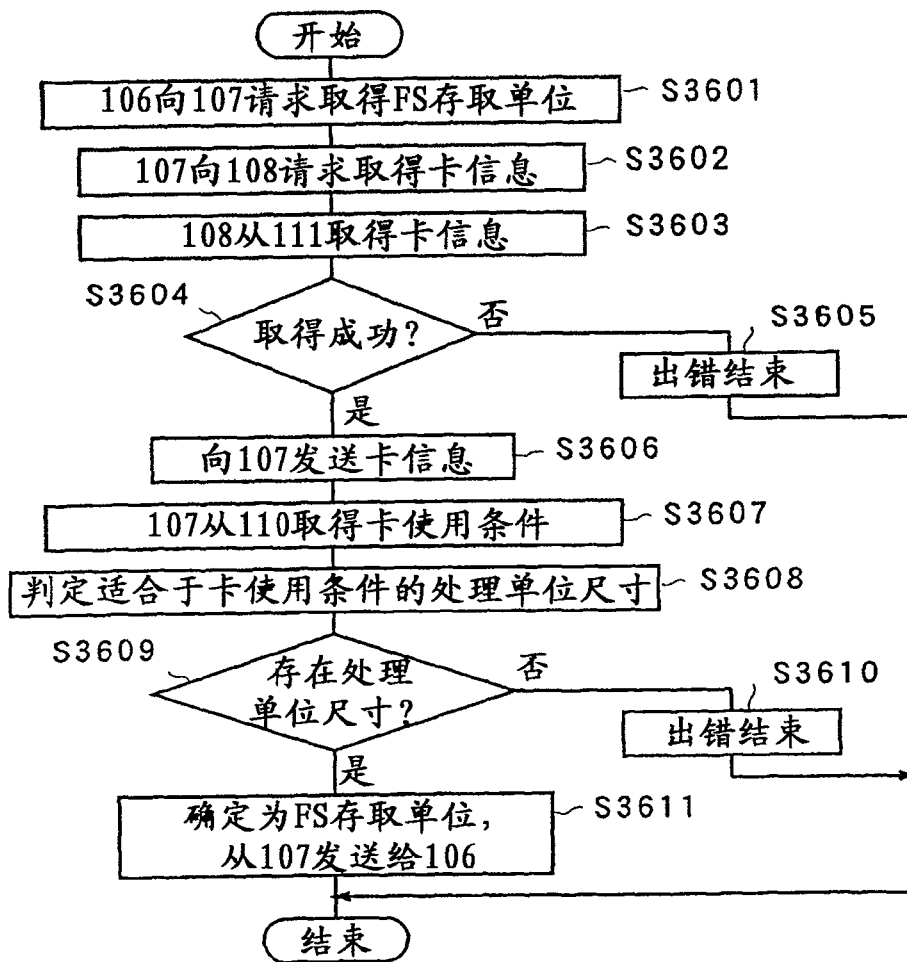 开始
106向107请求取得FS存取单位
S3601
107向108请求取得卡信息
S3602
108从111取得卡信息
S3603
S3604
取得成功?
否
S3605
出错结束
是
向107发送卡信息
S3606
107从110取得卡使用条件
S3607
判定适合于卡使用条件的处理单位尺寸
S3608
S3609
存在处理
单位尺寸?
否
S3610
出错结束
是
确定为FS存取单位,
从107发送给106
S3611
结束